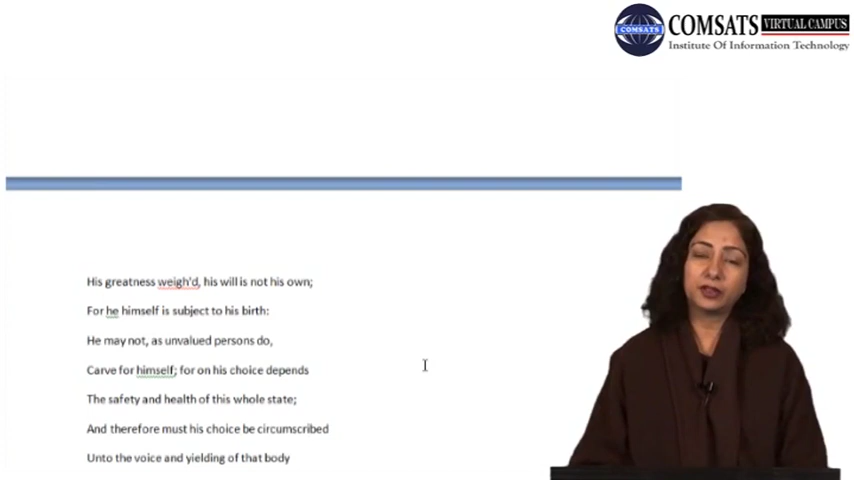 COMSATS VIRTUAL CAMPUS
COMSATS
Institute Of Information Technology
His greatness weigh'd, his will is not his own;
For he himself is subject to his birth:
He may not, as unvalued persons do,
Carve for himself; for on his choice depends
The safety and health of this whole state;
And therefore must his choice be circumscribed
Unto the voice and yielding of that body